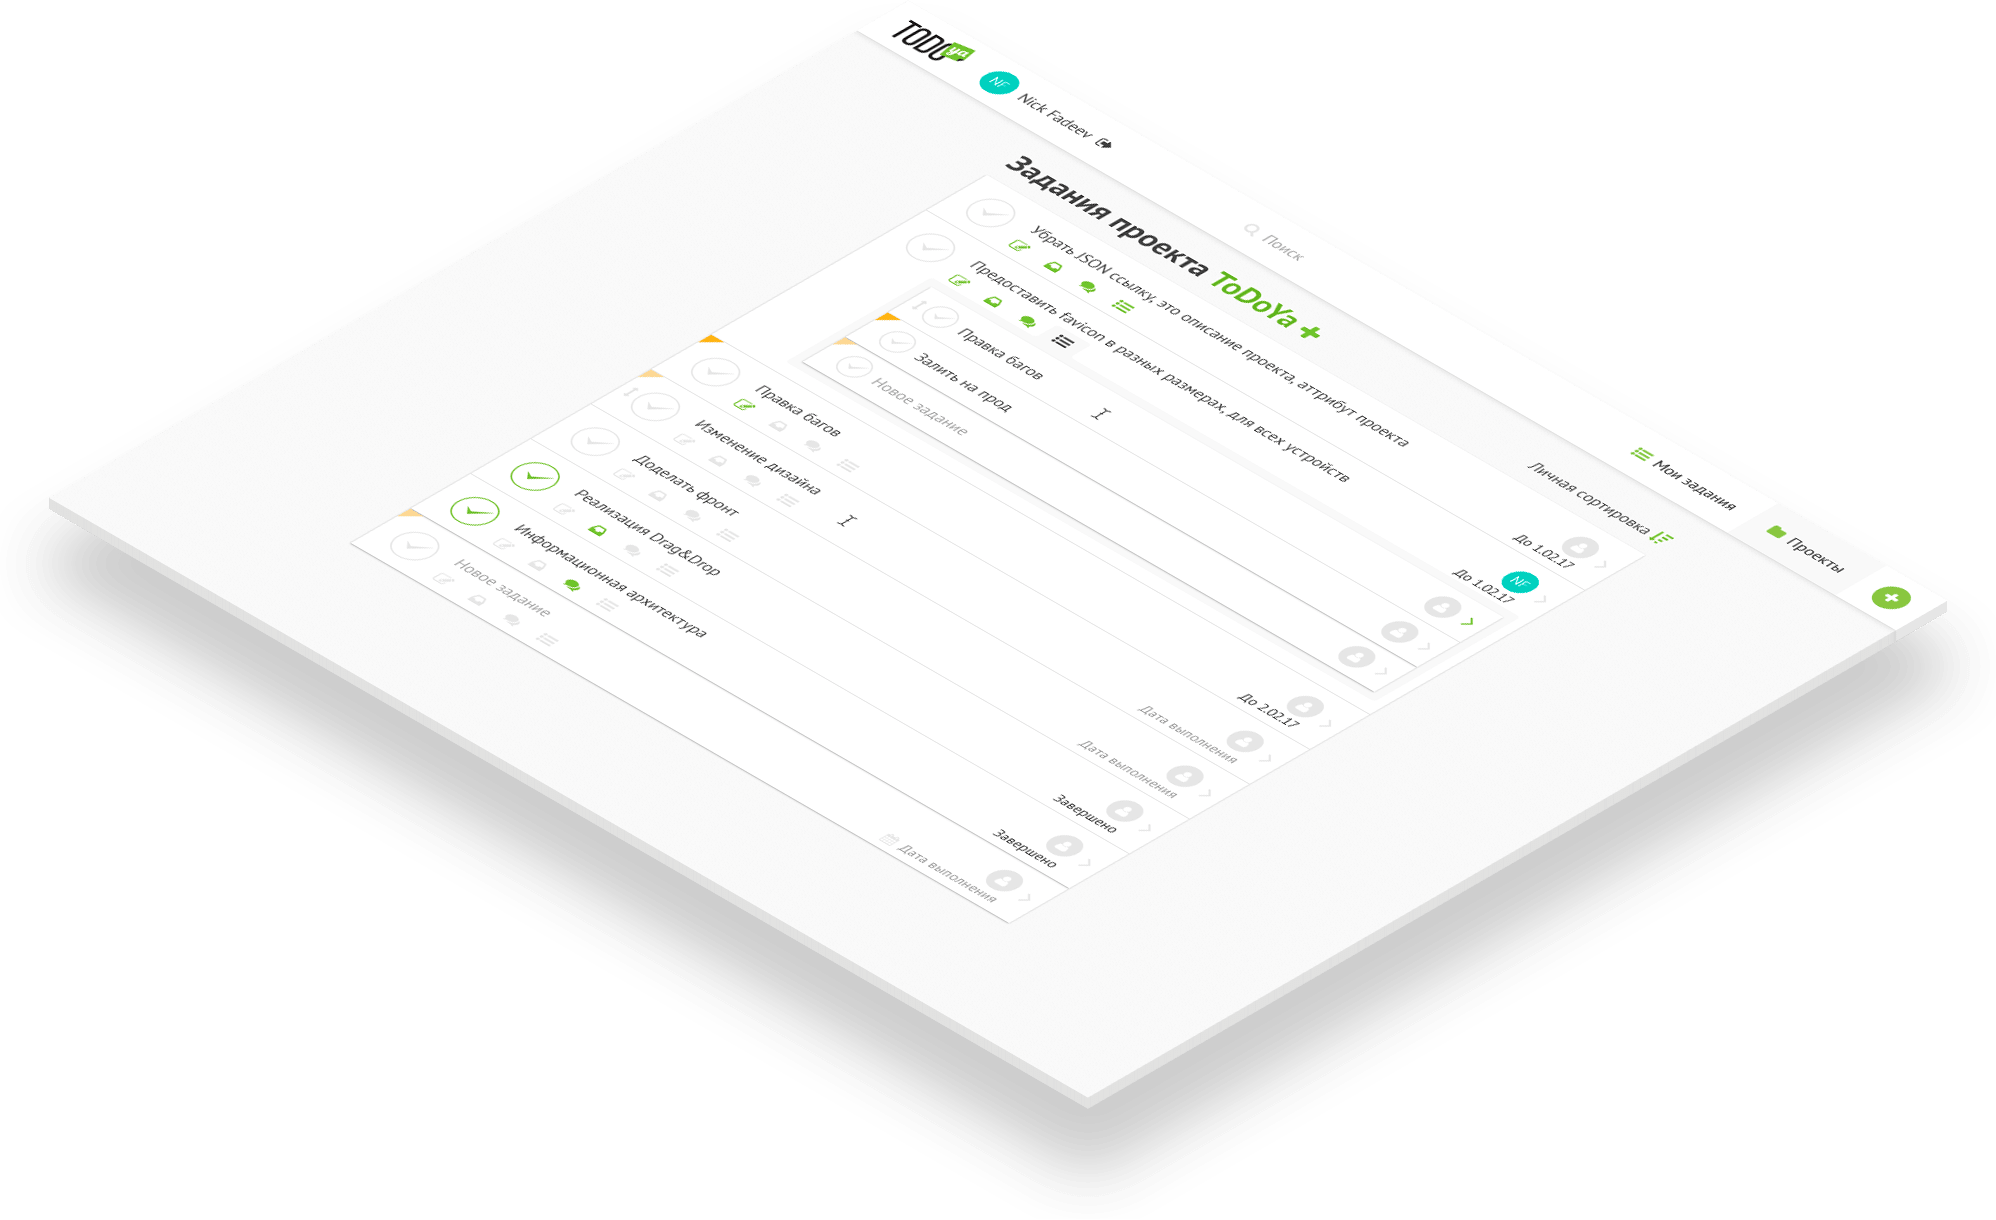 TODO ya
NF Nick Fadeev
Поиск
Мои задания
Проекты
Задания проекта ToDoYa +
Личная сортировка
Убрать JSON ссылку, это описание проекта, аттрибут проекта
До 1.02.17
Предоставить favicon в разных размерах, для всех устройств
До 1.02.17 NF
Правка багов
Залить на прод
Новое задание
Правка багов
До 2.02.17
Изменение дизайна
Дата выполнения
Доделать фронт
Дата выполнения
Реализация Drag&Drop
Завершено
Информационная архитектура
Завершено
Новое задание
Дата выполнения